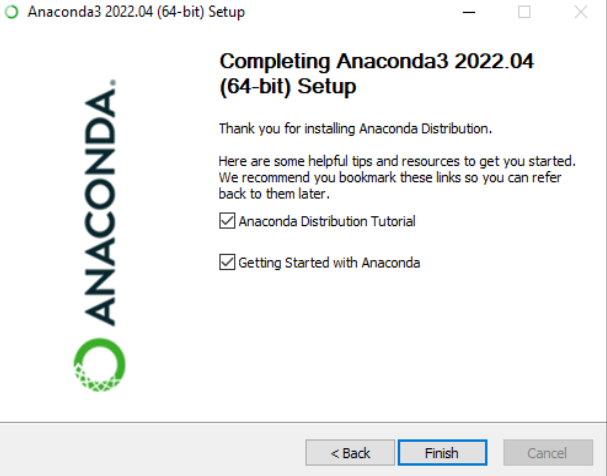 Anaconda3 2022.04 (64-bit) Setup
ANACONDA.
Completing Anaconda3 2022.04
(64-bit) Setup
Thank you for installing Anaconda Distribution.
Here are some helpful tips and resources to get you started.
We recommend you bookmark these links so you can refer
back to them later.
Anaconda Distribution Tutorial
Getting Started with Anaconda
< Back
Finish
Cancel